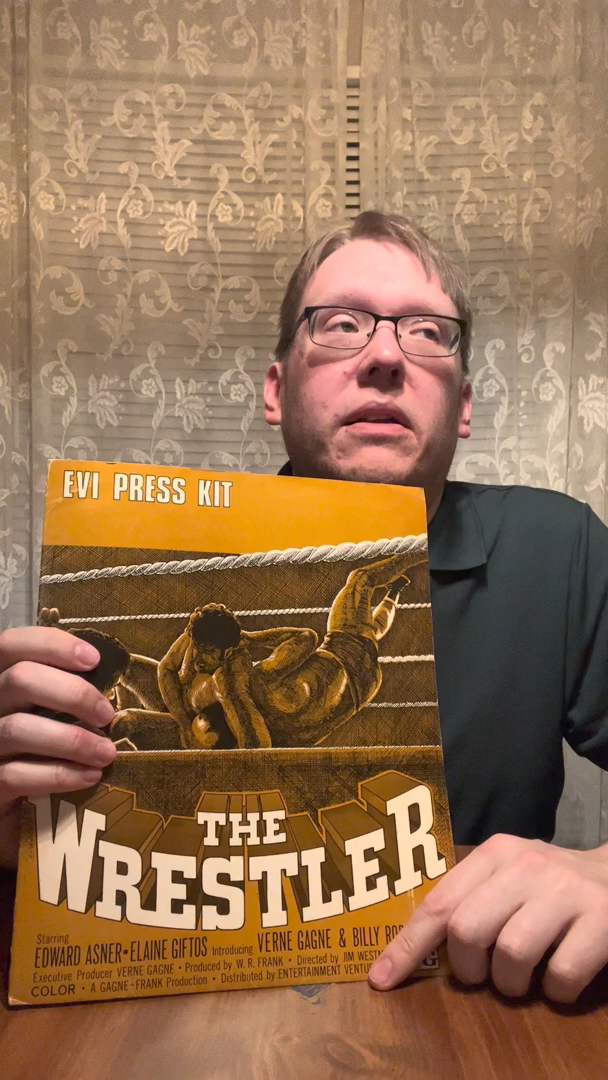 EVI PRESS KIT
THE
WRESTLER
Starring
EDWARD ASNER • ELAINE GIFTOS Introducing VERNE GAGNE & BILLY
Executive Producer VERNE GAGNE • Produced by W. R. FRANK • Directed by JIM
COLOR • A GAGNE-FRANK Production • Distributed by ENTERTAINMENT
G